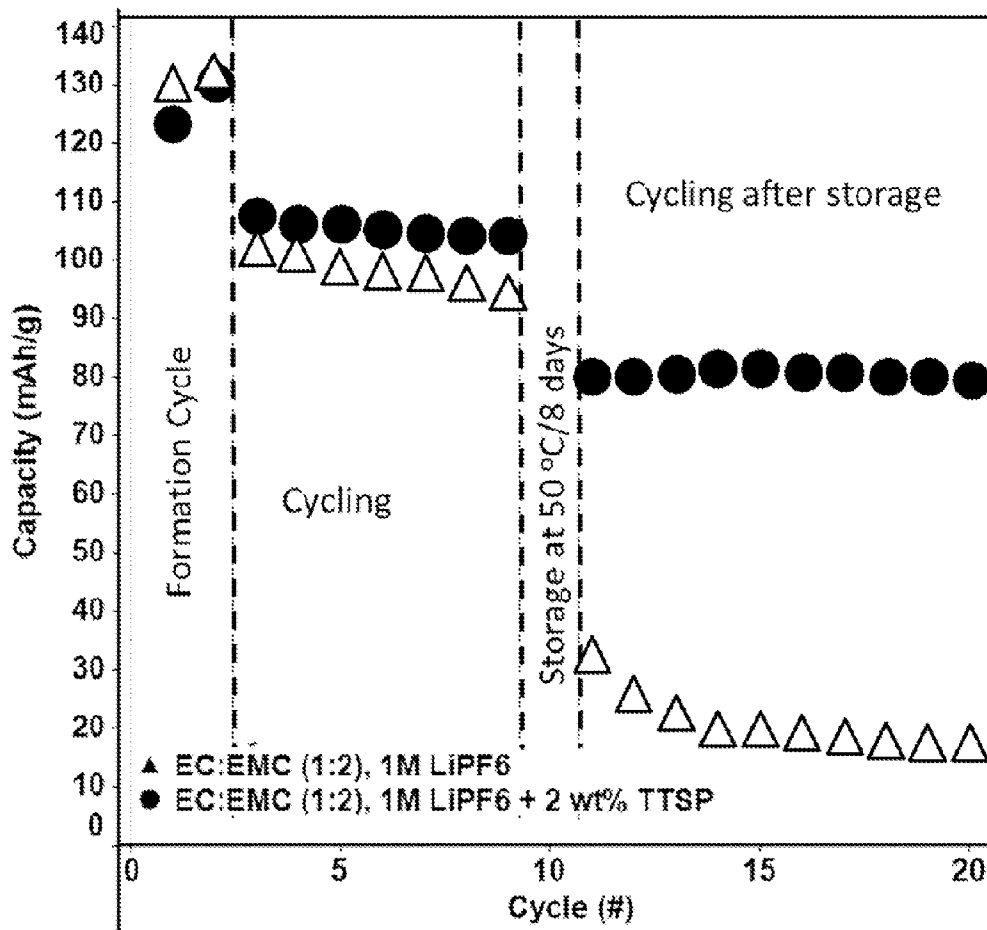 140
130
120
110
100
90
80
70
60
50
40
30
20
10
0
Capacity (mAh/g)
Formation Cycle
Cycling
Storage at 50 ºC/8 days
Cycling after storage
EC:EMC (1:2), 1M LiPF6
EC:EMC (1:2), 1M LiPF6 + 2 wt% TTSP
0 5 10 15 20
Cycle (#)